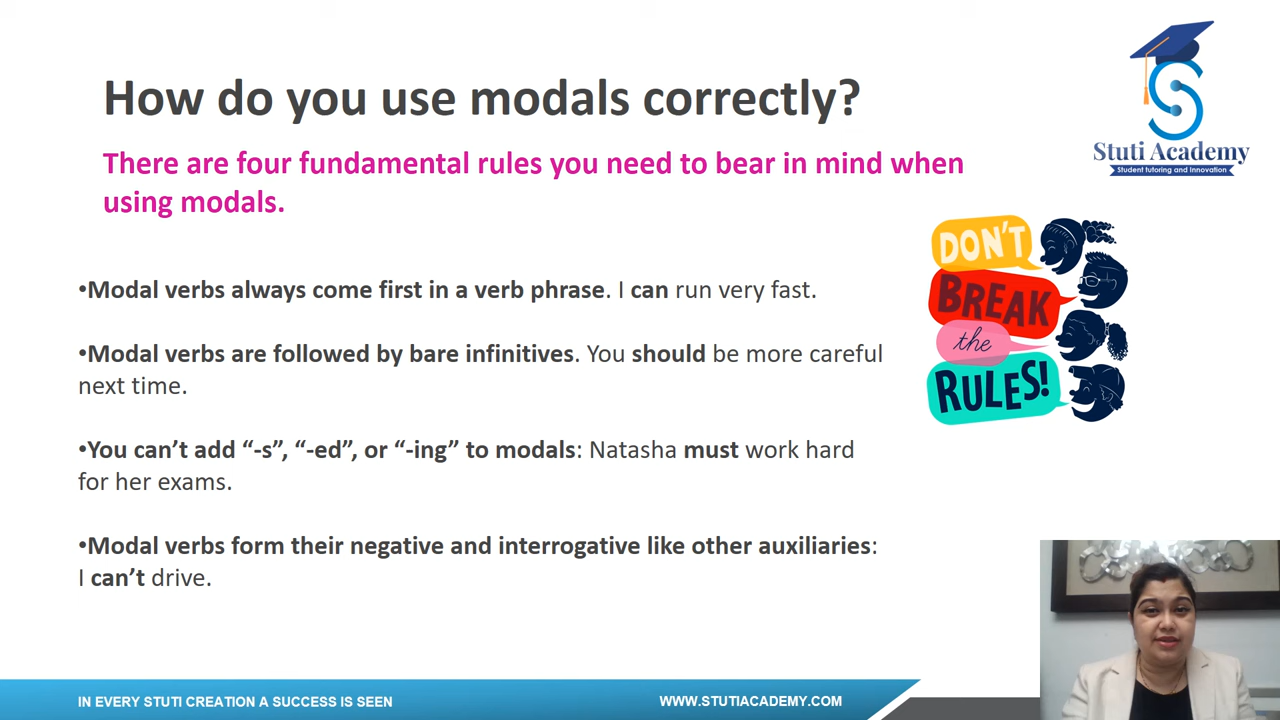 How do you use modals correctly?
There are four fundamental rules you need to bear in mind when
using modals.
•Modal verbs always come first in a verb phrase. I can run very fast.
•Modal verbs are followed by bare infinitives. You should be more careful
next time.
•You can’t add “-s”, “-ed”, or “-ing” to modals: Natasha must work hard
for her exams.
•Modal verbs form their negative and interrogative like other auxiliaries:
I can’t drive.
Stuti Academy
Student tutoring and Innovation
DON'T
BREAK
the
RULES!
IN EVERY STUTI CREATION A SUCCESS IS SEEN
WWW.STUTIACADEMY.COM